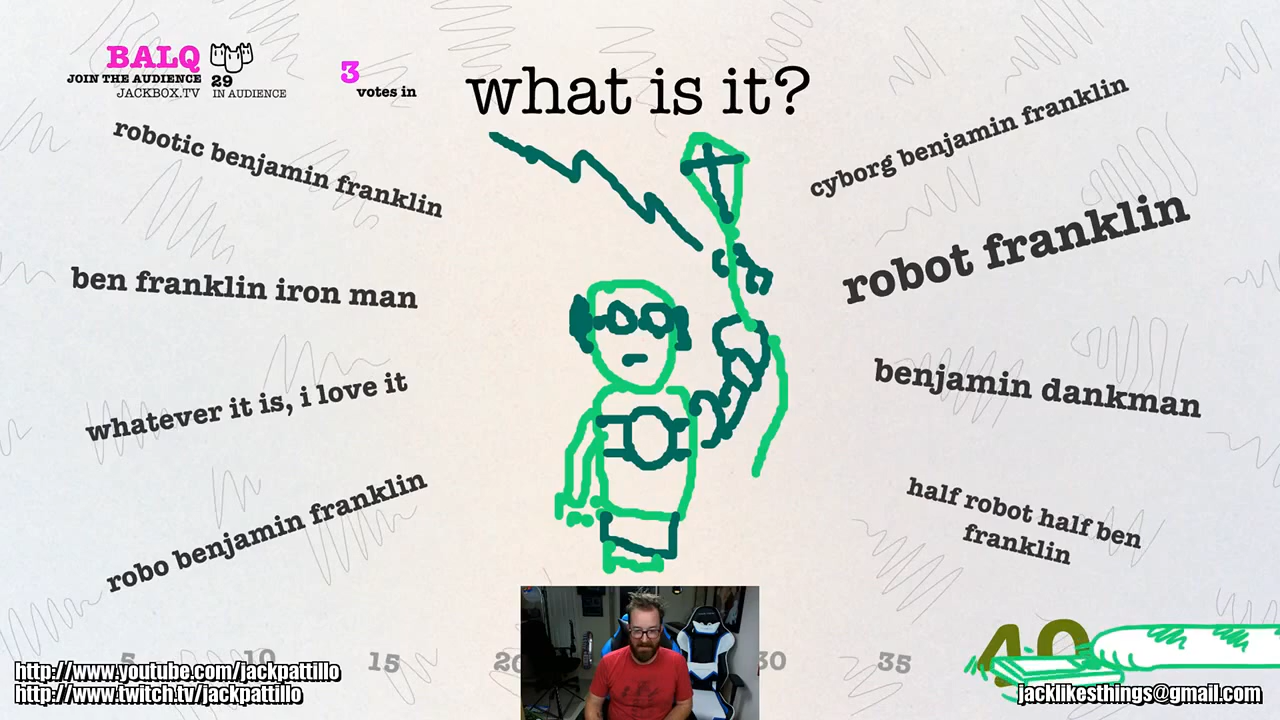 BALQ
JOIN THE AUDIENCE
JACKBOX.TV
29
IN AUDIENCE
3
votes in
what is it?
robotic benjamin franklin
cyborg benjamin franklin
ben franklin iron man
robot franklin
whatever it is, i love it
benjamin dankman
robo benjamin franklin
half robot half ben
franklin
5
10
15
20
30
35
40
http://www.youtube.com/jackpattillo
http://www.twitch.tv/jackpattillo
jacklikesthings@gmail.com